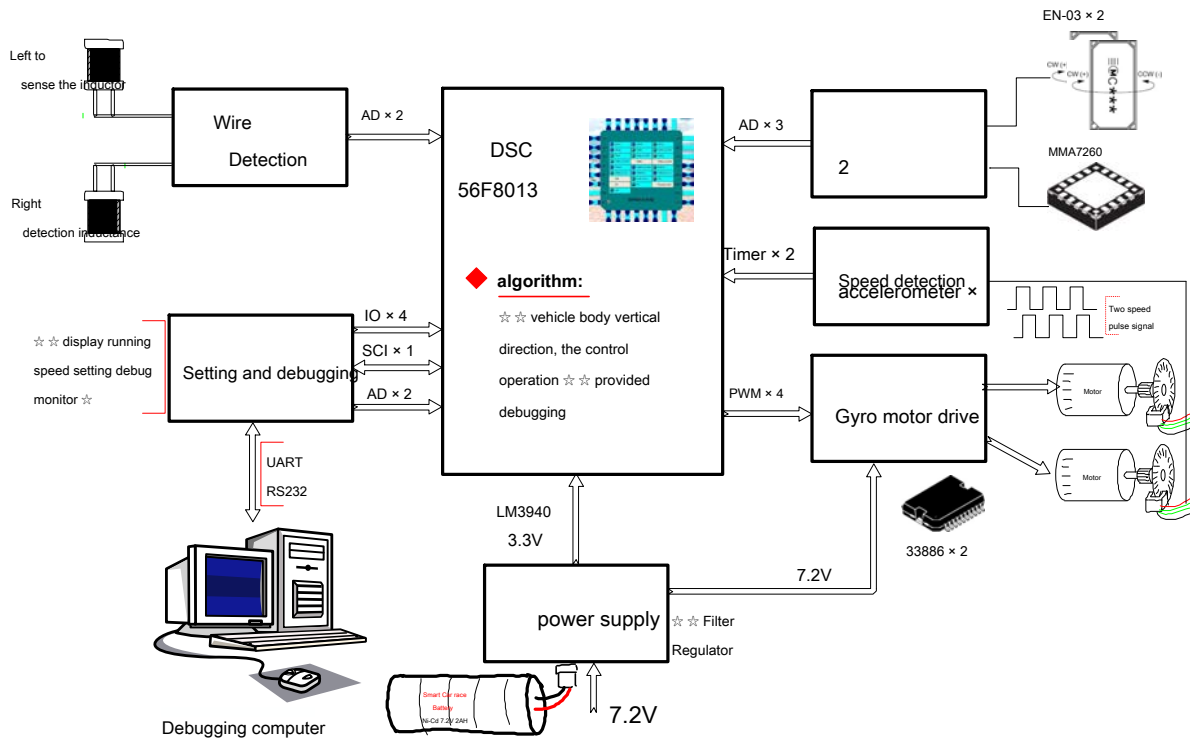 EN-03 × 2
Left to
sense the inductor
CW (+
CW (+)
CCW (-)
Wire
Detection
AD × 2
DSC
56F8013
AD × 3
2
MMA7260
Right
detection inductance
Timer × 2
Speed detection
accelerometer ×
Two speed
pulse signal
algorithm:
☆ ☆ vehicle body vertical
direction, the control
operation ☆ ☆ provided
debugging
☆ ☆ display running
speed setting debug
monitor ☆
Setting and debugging
IO × 4
SCI × 1
AD × 2
PWM × 4
Gyro motor drive
Motor
Motor
UART
RS232
LM3940
3.3V
33886 × 2
7.2V
power supply
☆ ☆ Filter
Regulator
Smart Car race
Battery
Ni-Cd 7.2V 2AH
7.2V
Debugging computer